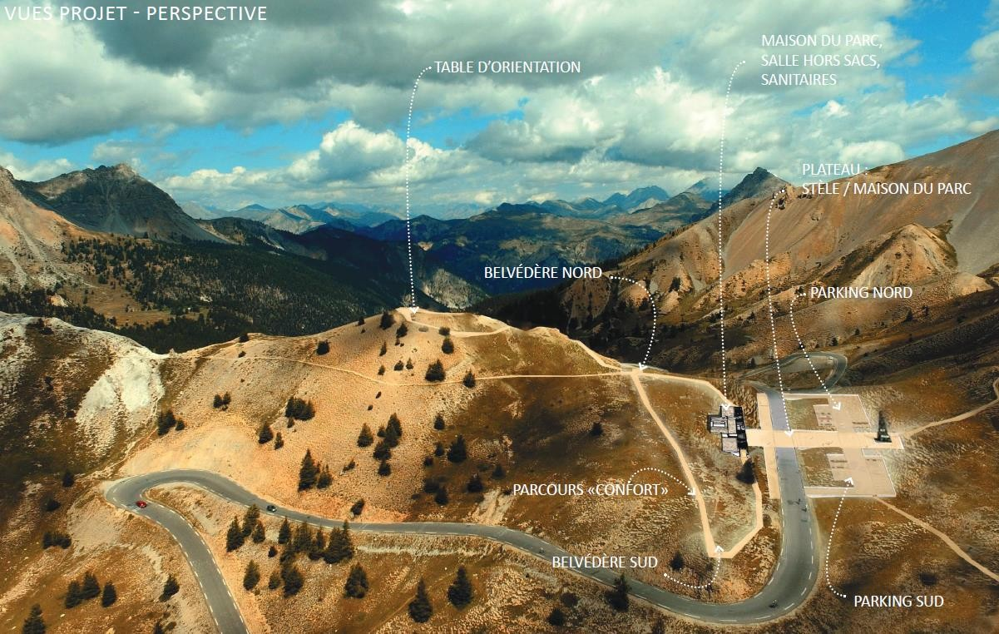 VUES PROJET - PERSPECTIVE
MAISON DU PARC,
SALLE HORS SACS,
SANITAIRES
TABLE D’ORIENTATION
PLATEAU :
STÈLE / MAISON DU PARC
BELVÉDÈRE NORD
PARKING NORD
PARCOURS «CONFORT»
BELVÉDÈRE SUD
PARKING SUD